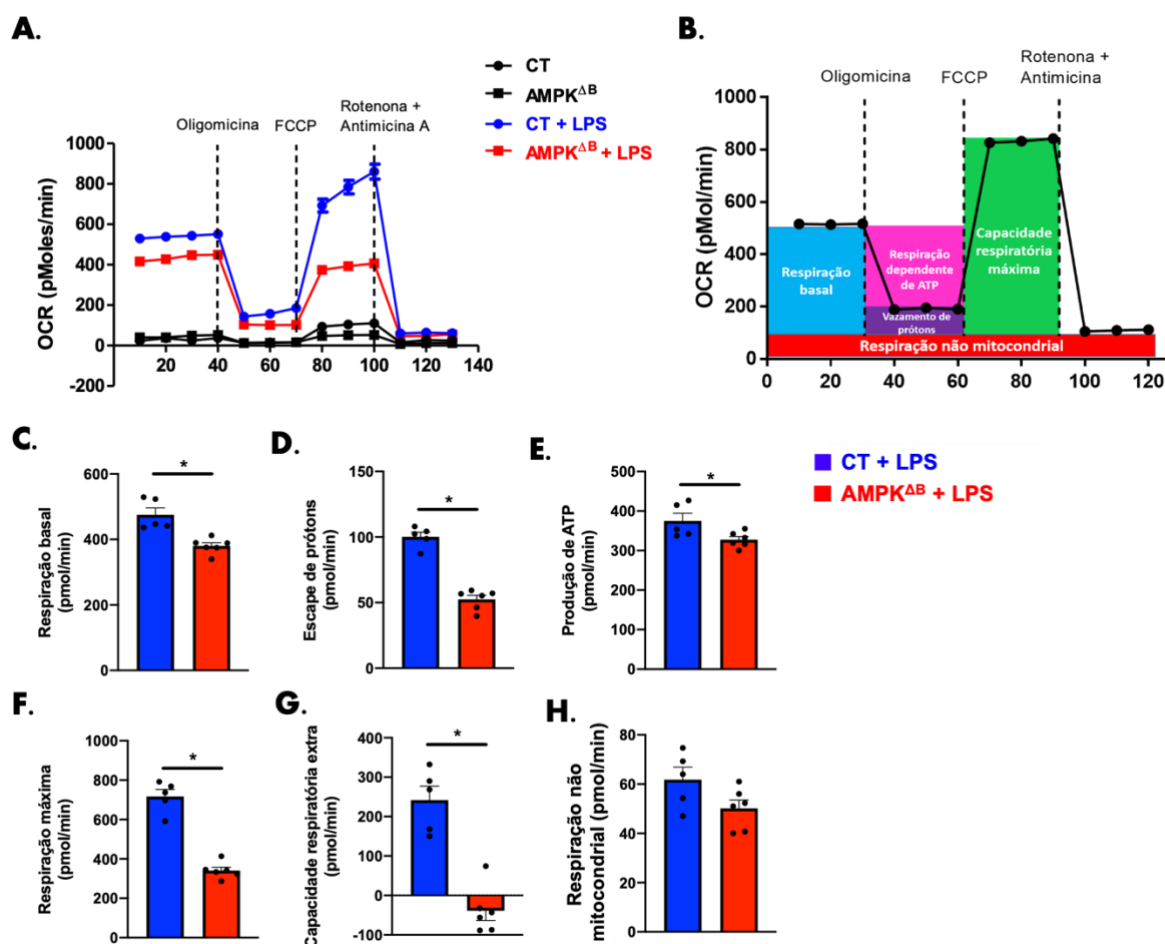 A.
CT
AMPKΔB
CT + LPS
AMPKΔB + LPS
Oligomicina
FCCP
Rotenona +
Antimicina A
OCR (pMoles/min)
1000
800
600
400
200
0
-200
20
40
60
80
100
120
140
B.
Oligomicina
FCCP
Rotenona +
Antimicina
OCR (pMol/min)
1000
800
600
400
200
0
Respiração
basal
Respiração
dependente
de ATP
Vazamento de
prótons
Capacidade
respiratória
máxima
Respiração não mitocondrial
0
20
40
60
80
100
120
C.
Respiração basal
(pmol/min)
600
400
200
0
*
D.
Escape de prótons
(pmol/min)
150
100
50
0
*
E.
Produção de ATP
(pmol/min)
500
400
300
200
100
0
*
CT + LPS
AMPKΔB + LPS
F.
Respiração máxima
(pmol/min)
1000
800
600
400
200
0
*
G.
Capacidade respiratória extra
(pmol/min)
400
300
200
100
0
-100
*
H.
Respiração não
mitocondrial (pmol/min)
80
60
40
20
0